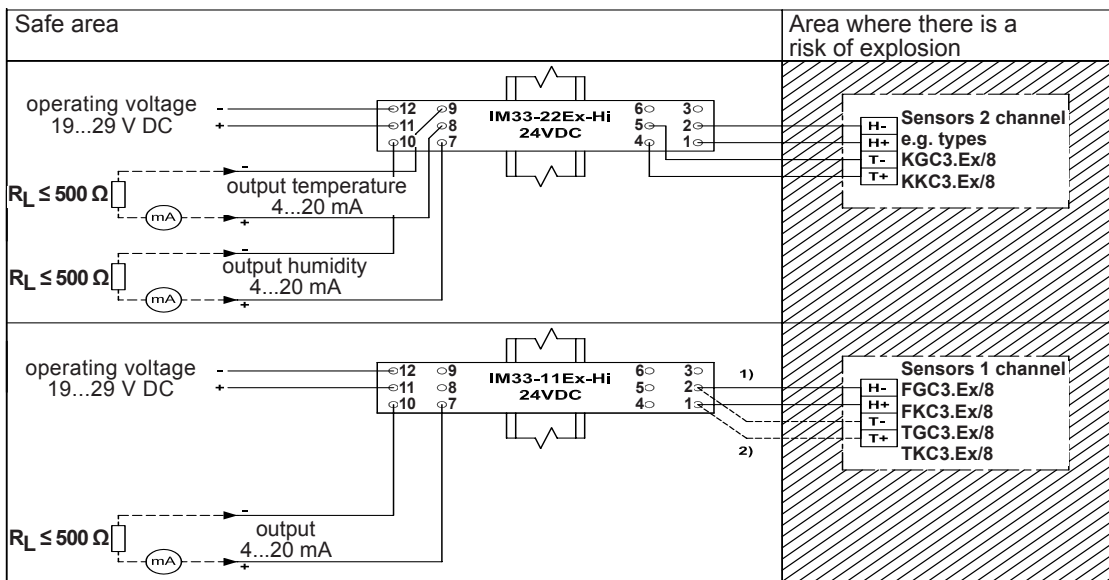 Safe area
Area where there is a
risk of explosion
operating voltage
19...29 V DC
-
+
12 9
11 8
10 7
IM33-22Ex-Hi
24VDC
6 3
5 2
4 1
H-
H+
T-
T+
Sensors 2 channel
e.g. types
KGC3.Ex/8
KKC3.Ex/8
RL ≤ 500 Ω
mA
-
output temperature
4...20 mA
+
RL ≤ 500 Ω
mA
-
output humidity
4...20 mA
+
operating voltage
19...29 V DC
-
+
12 9
11 8
10 7
IM33-11Ex-Hi
24VDC
6 3
5 2
4 1
1)
2)
H-
H+
T-
T+
Sensors 1 channel
FGC3.Ex/8
FKC3.Ex/8
TGC3.Ex/8
TKC3.Ex/8
RL ≤ 500 Ω
mA
-
output
4...20 mA
+